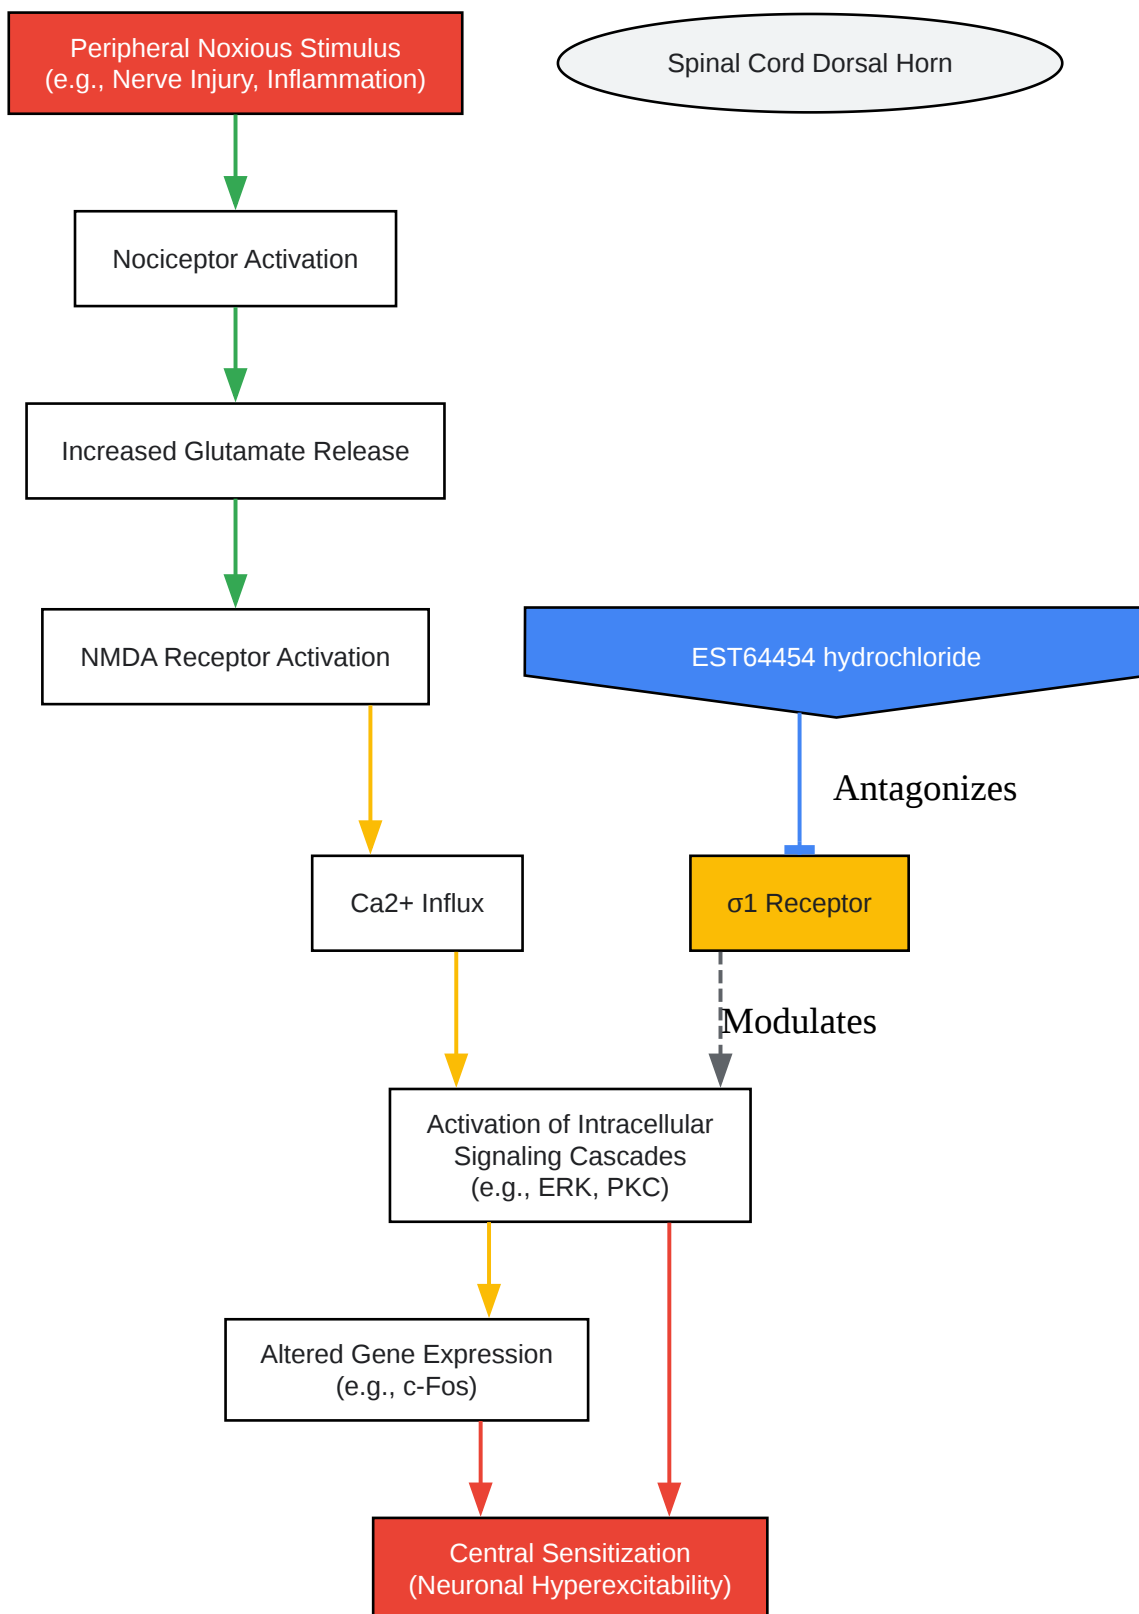 Peripheral Noxious Stimulus
(e.g., Nerve Injury, Inflammation)
Spinal Cord Dorsal Horn
Nociceptor Activation
Increased Glutamate Release
NMDA Receptor Activation
EST64454 hydrochloride
Antagonizes
Ca2+ Influx
σ1 Receptor
Modulates
Activation of Intracellular
Signaling Cascades
(e.g., ERK, PKC)
Altered Gene Expression
(e.g., c-Fos)
Central Sensitization
(Neuronal Hyperexcitability)